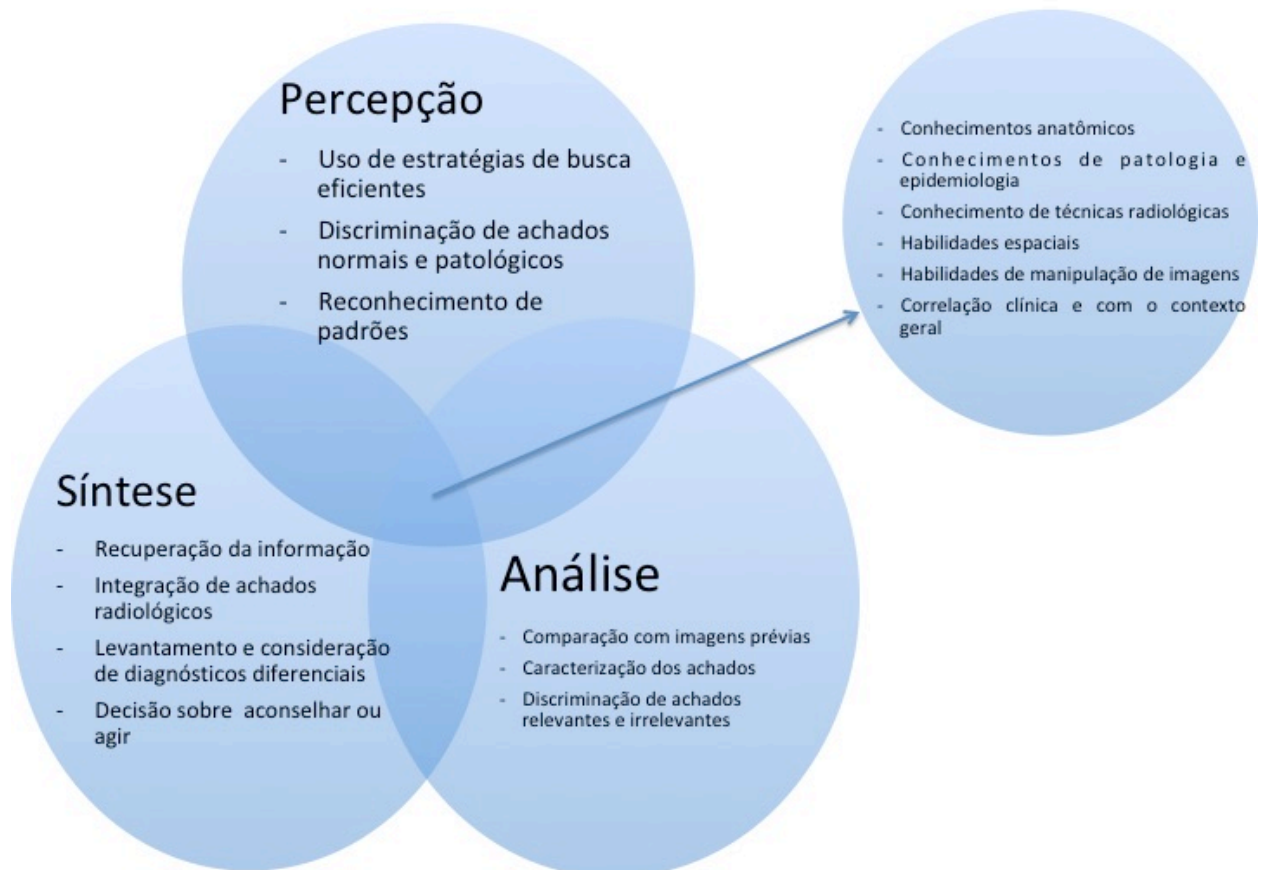 Percepção
- Uso de estratégias de busca
eficientes
- Discriminação de achados
normais e patológicos
- Reconhecimento de
padrões
- Conhecimentos anatômicos
- Conhecimentos de patologia e
epidemiologia
- Conhecimento de técnicas radiológicas
- Habilidades espaciais
- Habilidades de manipulação de imagens
- Correlação clínica e com o contexto
geral
Síntese
- Recuperação da informação
- Integração de achados
radiológicos
- Levantamento e consideração
de diagnósticos diferenciais
- Decisão sobre aconselhar ou
agir
Análise
- Comparação com imagens prévias
- Caracterização dos achados
- Discriminação de achados
relevantes e irrelevantes